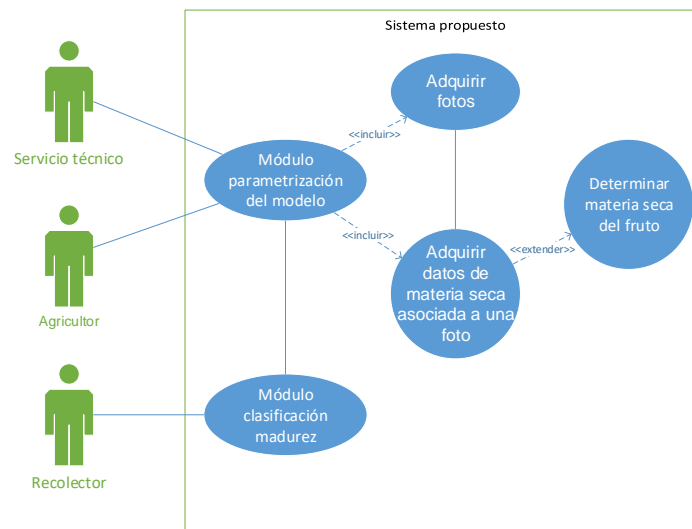 Sistema propuesto
Adquirir
fotos
<<incluir>>
Servicio técnico
Módulo
parametrización
del modelo
Determinar
materia seca
del fruto
<<incluir>>
<<extender>>
Adquirir
datos de
materia seca
asociada a una
foto
Agricultor
Módulo
clasificación
madurez
Recolector